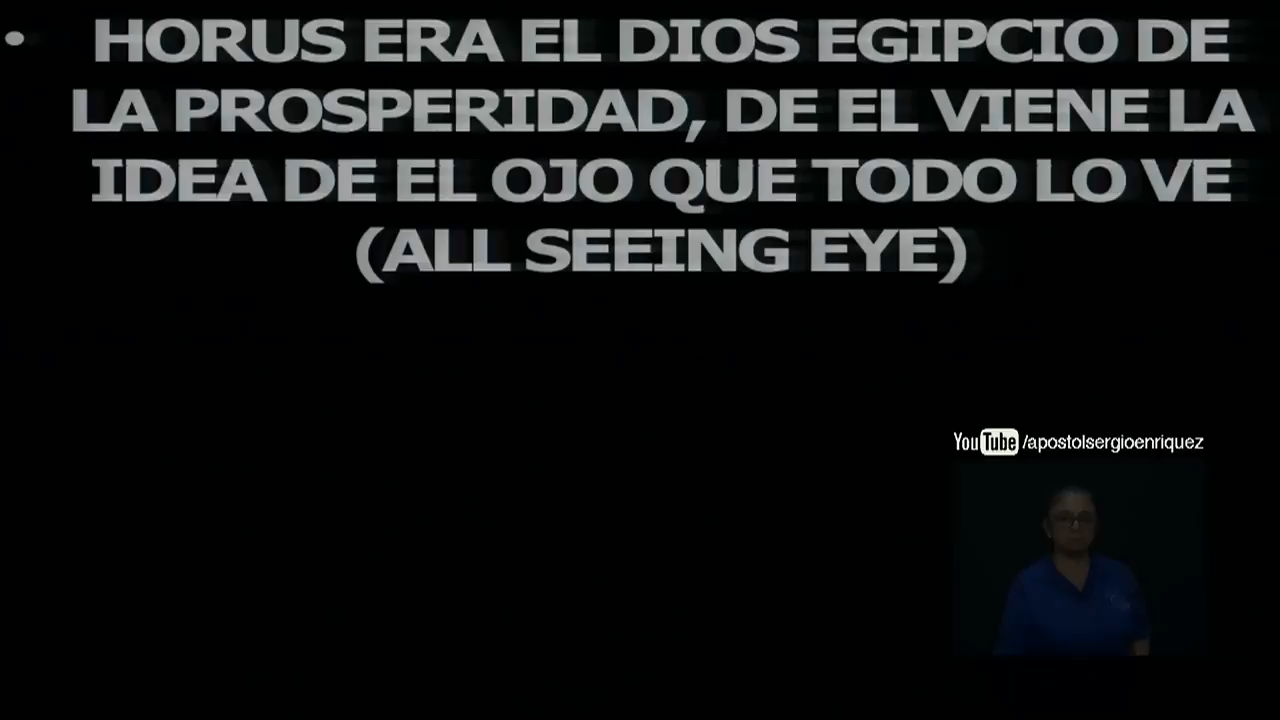 • HORUS ERA EL DIOS EGIPCIO DE
LA PROSPERIDAD, DE EL VIENE LA
IDEA DE EL OJO QUE TODO LO VE
(ALL SEEING EYE)
YouTube /apostolsergioenriquez